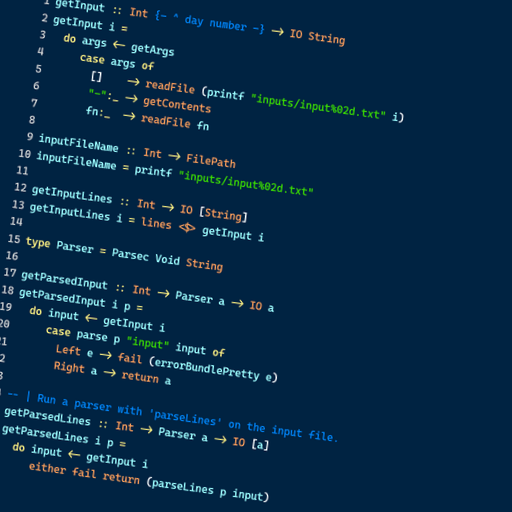 1 getInput :: Int {- ^ day number -} -> IO String
2 getInput i =
3 do args <- getArgs
4 case args of
5 [] -> readFile (printf "inputs/input%02d.txt" i)
6 "-":_ -> getContents
7 fn:_ -> readFile fn
8
9 inputFileName :: Int -> FilePath
10 inputFileName = printf "inputs/input%02d.txt"
11
12 getInputLines :: Int -> IO [String]
13 getInputLines i = lines <$> getInput i
14
15 type Parser = Parsec Void String
16
17 getParsedInput :: Int -> Parser a -> IO a
18 getParsedInput i p =
19 do input <- getInput i
20 case parse p "input" input of
21 Left e -> fail (errorBundlePretty e)
2 Right a -> return a
3
-- | Run a parser with 'parseLines' on the input file.
getParsedLines :: Int -> Parser a -> IO [a]
getParsedLines i p =
do input <- getInput i
either fail return (parseLines p input)